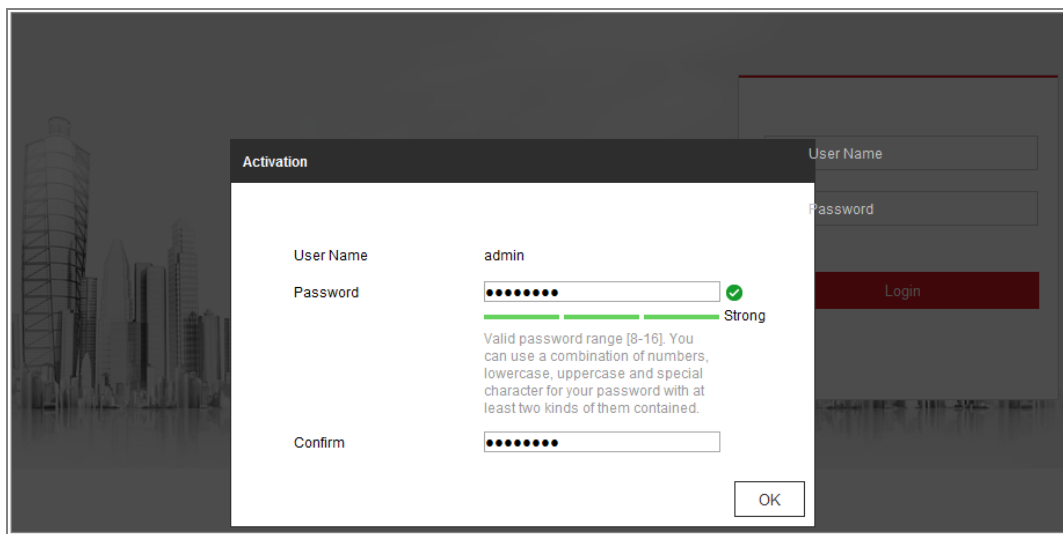 Activation
User Name
Password
Login
User Name admin
Password ●●●●●●●●
Strong
Valid password range [8-16]. You
can use a combination of numbers,
lowercase, uppercase and special
character for your password with at
least two kinds of them contained.
Confirm ●●●●●●●●
OK